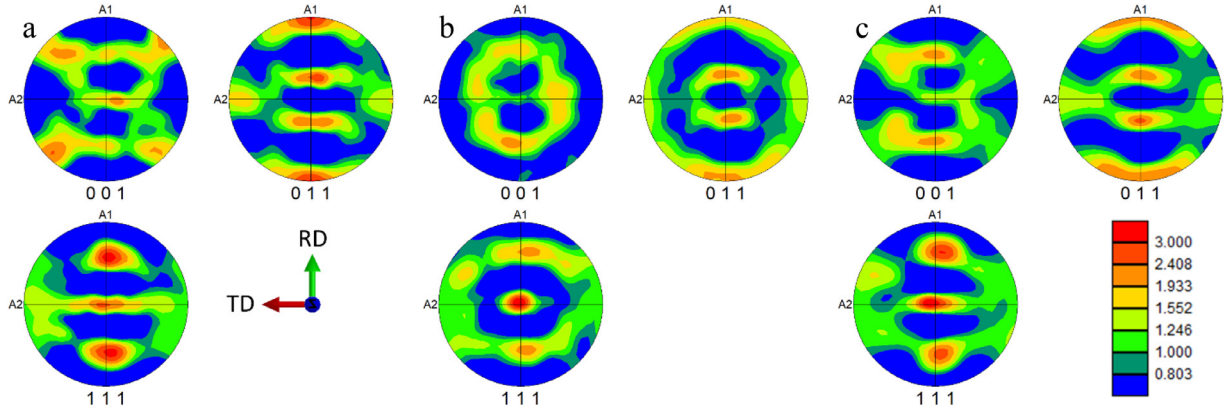 a
A1
A2
0 0 1
A1
A2
0 1 1
A1
A2
1 1 1
RD
TD
b
A1
A2
0 0 1
A1
A2
0 1 1
A1
A2
1 1 1
c
A1
A2
0 0 1
A1
A2
0 1 1
A1
A2
1 1 1
3.000
2.408
1.933
1.552
1.246
1.000
0.803